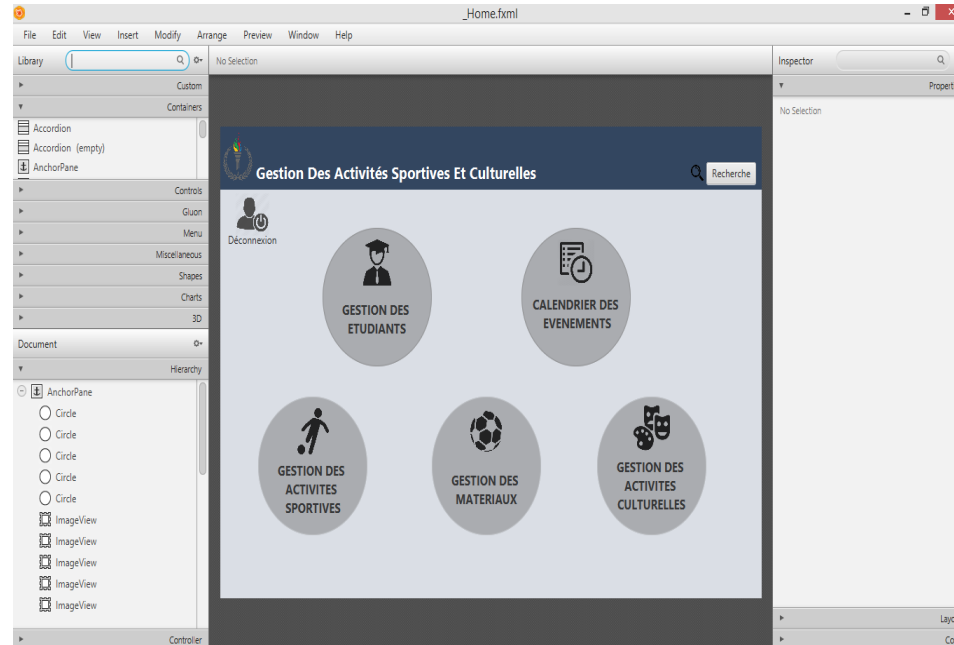 _Home.fxml
File Edit View Insert Modify Arrange Preview Window Help
Library
No Selection
Inspector
Custom
Propert
Containers
No Selection
Accordion
Accordion (empty)
AnchorPane
Controls
Gluon
Menu
Miscellaneous
Shapes
Charts
3D
Document
Hierarchy
AnchorPane
Circle
Circle
Circle
Circle
Circle
ImageView
ImageView
ImageView
ImageView
ImageView
Controller
Gestion Des Activités Sportives Et Culturelles
Recherche
Déconnexion
GESTION DES
ETUDIANTS
CALENDRIER DES
EVENEMENTS
GESTION DES
ACTIVITES
SPORTIVES
GESTION DES
MATERIAUX
GESTION DES
ACTIVITES
CULTURELLES
Layo
Co